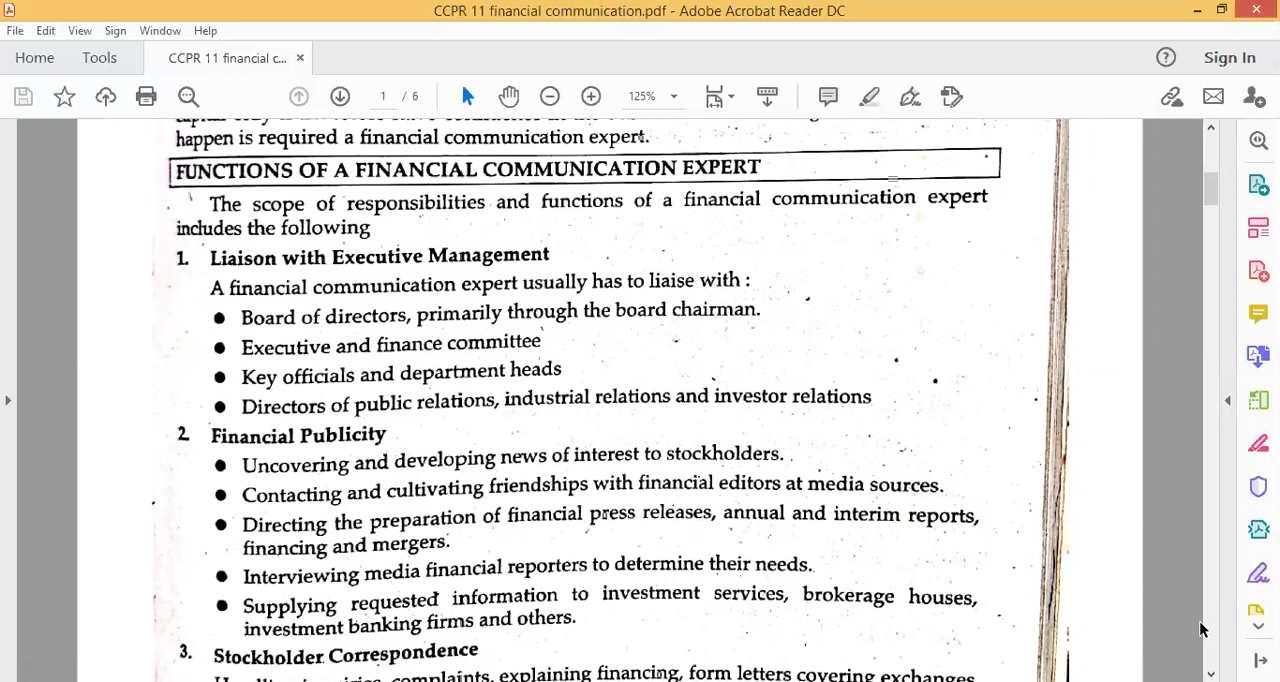 CCPR 11 financial communication.pdf - Adobe Acrobat Reader DC
File Edit View Sign Window Help
Home Tools CCPR 11 financial c... ×
Sign In
1 / 6 125%
happen is required a financial communication expert.
FUNCTIONS OF A FINANCIAL COMMUNICATION EXPERT
The scope of responsibilities and functions of a financial communication expert
includes the following
1. Liaison with Executive Management
A financial communication expert usually has to liaise with :
● Board of directors, primarily through the board chairman.
● Executive and finance committee
● Key officials and department heads
● Directors of public relations, industrial relations and investor relations
2. Financial Publicity
● Uncovering and developing news of interest to stockholders.
● Contacting and cultivating friendships with financial editors at media sources.
● Directing the preparation of financial press releases, annual and interim reports,
financing and mergers.
● Interviewing media financial reporters to determine their needs.
● Supplying requested information to investment services, brokerage houses,
investment banking firms and others.
3. Stockholder Correspondence
complaints, explaining financing, form letters covering exchanges